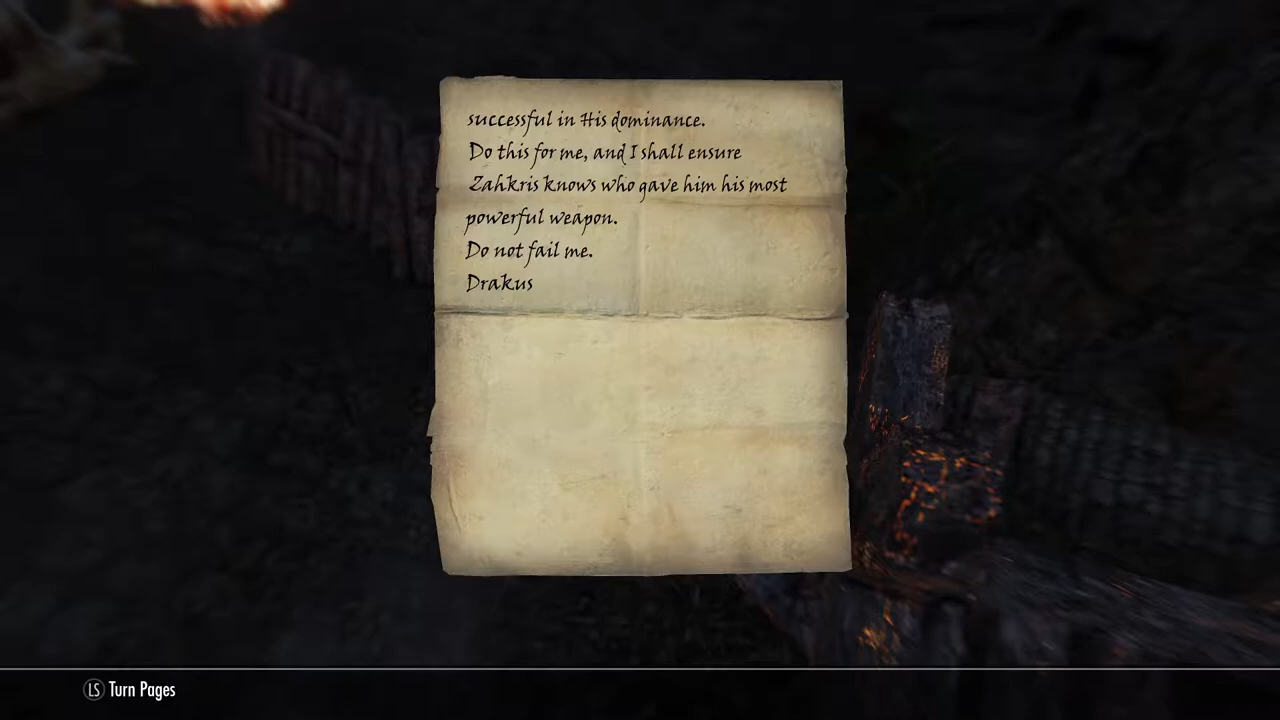 successful in His dominance.
Do this for me, and I shall ensure
Zahkris knows who gave him his most
powerful weapon.
Do not fail me.
Drakus
LS Turn Pages